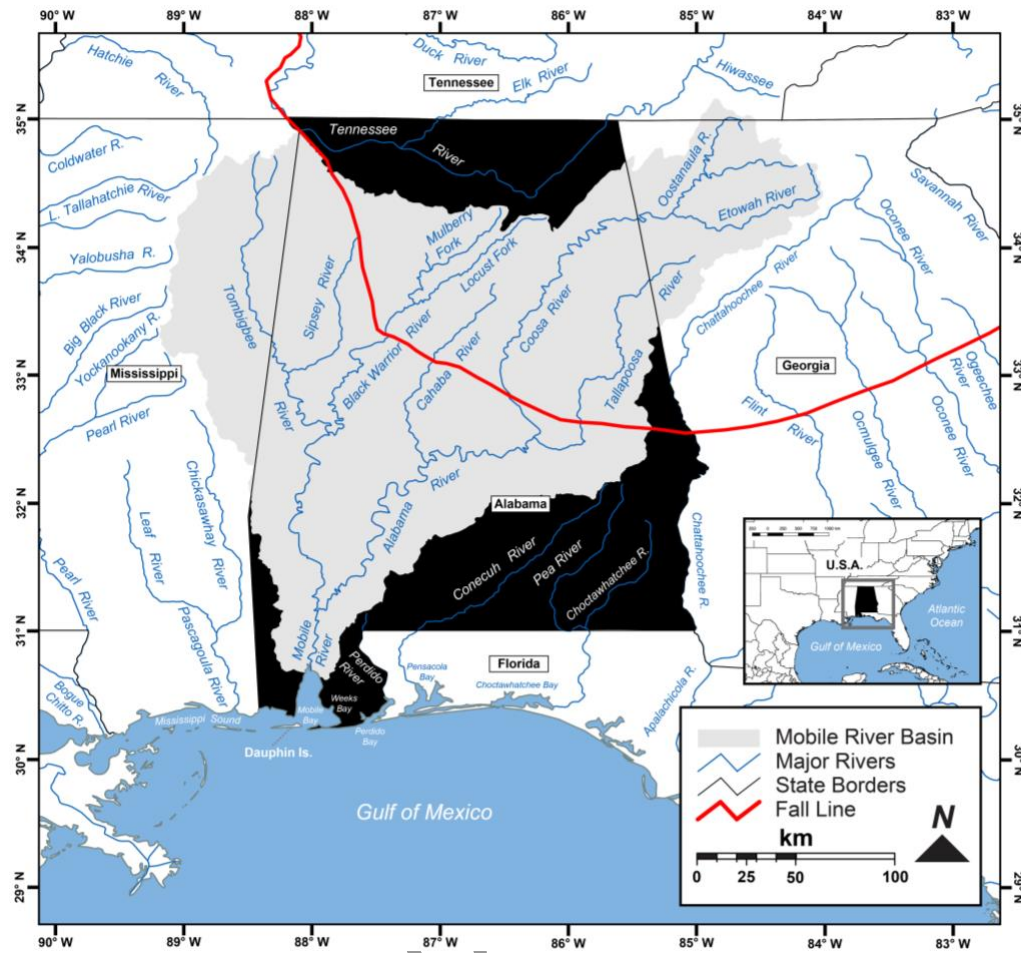 90° W
89° W
88° W
87° W
86° W
85° W
84° W
83° W
Hatchie
River
Duck
River
Tennessee
Elk River
Hiwassee
35° N
35° N
Tennessee
River
Coldwater R.
L. Tallahatchie River
Oostanaula R.
Etowah River
Savannah River
34° N
34° N
Yalobusha R.
Mulberry
Fork
Locust Fork
Oconee River
Big Black River
Yockanookany R.
Tombigbee
River
Sipsey River
Black Warrior River
Cahaba River
Coosa River
Tallapoosa
River
Chattahoochee River
33° N
33° N
Mississippi
Georgia
Ogeechee
River
Pearl River
Flint
River
Ocmulgee River
Oconee River
32° N
32° N
Leaf River
Chickasawhay River
Alabama
River
Alabama
Conecuh River
Pea River
Choctawhatchee R.
Chattahoochee R.
Pearl River
Pascagoula River
31° N
31° N
Mobile
River
Perdido
River
Florida
Pensacola
Bay
Choctawhatchee Bay
Apalachicola R.
Bogue
Chitto R.
Mississippi Sound
Mobile
Bay
Weeks
Bay
Perdido
Bay
Dauphin Is.
30° N
30° N
Gulf of Mexico
29° N
29° N
U.S.A.
Atlantic
Ocean
Gulf of Mexico
Mobile River Basin
Major Rivers
State Borders
Fall Line
km
0 25 50 100
N
90° W
89° W
88° W
87° W
86° W
85° W
84° W
83° W